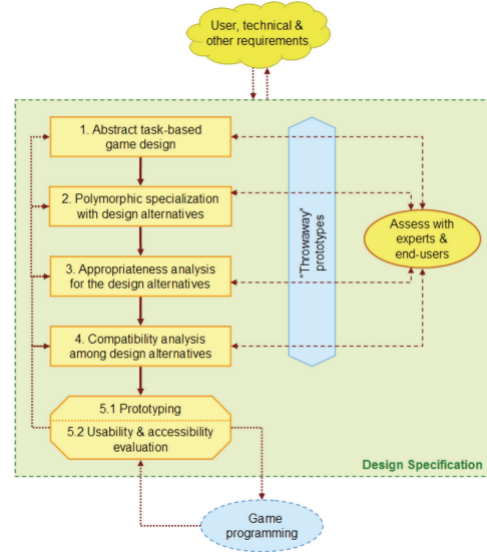 User, technical &
other requirements
1. Abstract task-based
game design
2. Polymorphic specialization
with design alternatives
3. Appropriateness analysis
for the design alternatives
4. Compatibility analysis
among design alternatives
"Throwaway"
prototypes
Assess with
experts &
end-users
5.1 Prototyping
5.2 Usability & accessibility
evaluation
Design Specification
Game
programming